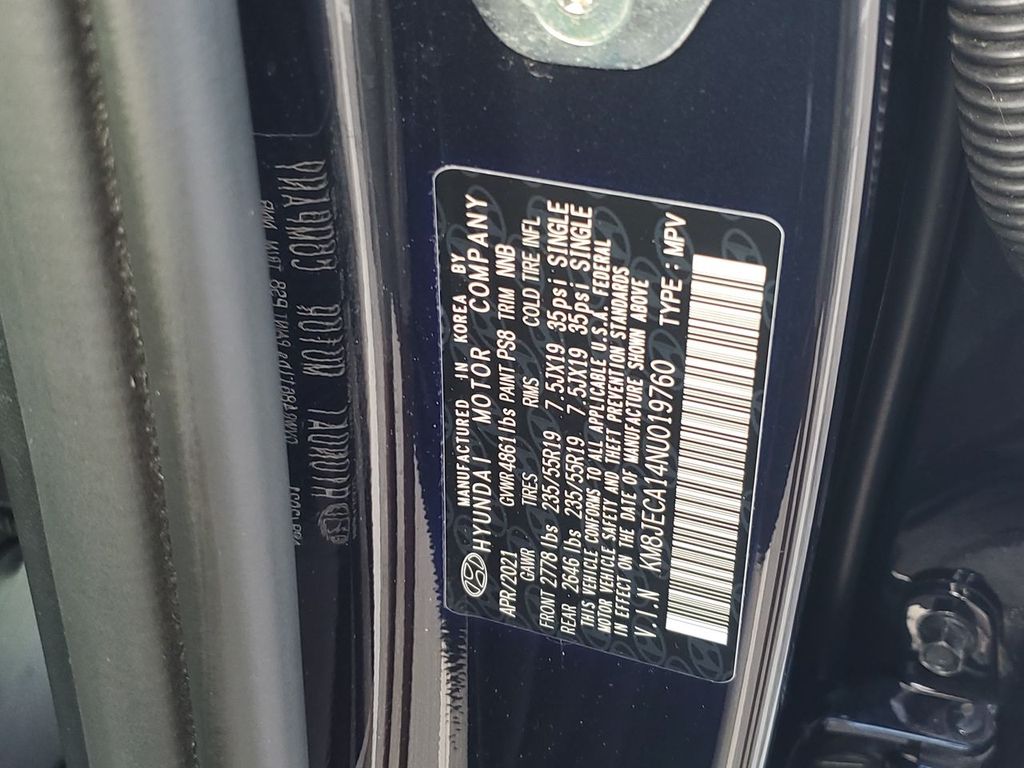 MANUFACTURED IN KOREA BY
HYUNDAI MOTOR COMPANY
APR/2021 GVWR 4861lbs PAINT PS8 TRIM NNB
GAWR TIRES RIMS COLD TIRE INFL
FRONT 2778 lbs 235/55R19 7.5JX19 35psi SINGLE
REAR 2646 lbs 235/55R19 7.5JX19 35psi SINGLE
THIS VEHICLE CONFORMS TO ALL APPLICABLE U.S.A. FEDERAL
MOTOR VEHICLE SAFETY AND THEFT PREVENTION STANDARDS
IN EFFECT ON THE DATE OF MANUFACTURE SHOWN ABOVE
V.I.N KM8JECA14NU019760 TYPE : MPV